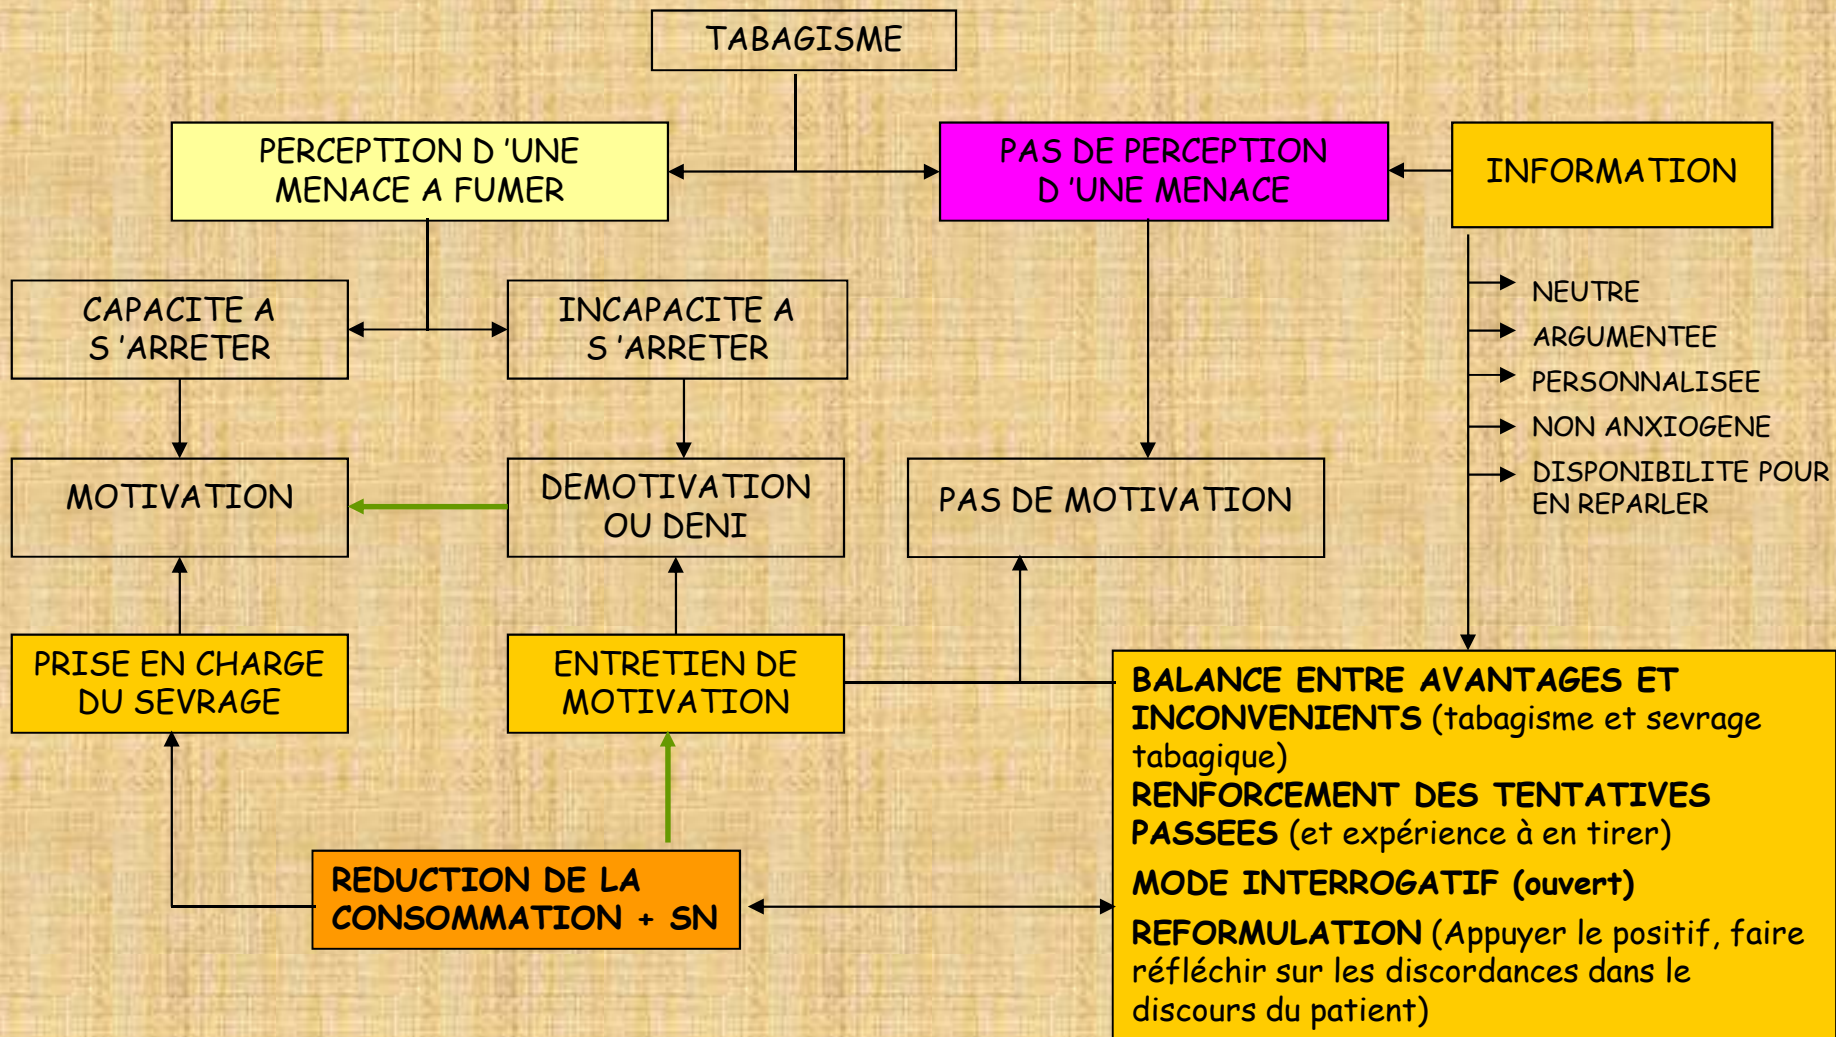 TABAGISME
PERCEPTION D 'UNE
MENACE A FUMER
PAS DE PERCEPTION
D 'UNE MENACE
INFORMATION
CAPACITE A
S 'ARRETER
INCAPACITE A
S 'ARRETER
NEUTRE
ARGUMENTEE
PERSONNALISEE
NON ANXIOGENE
DISPONIBILITE POUR
EN REPARLER
MOTIVATION
DEMOTIVATION
OU DENI
PAS DE MOTIVATION
PRISE EN CHARGE
DU SEVRAGE
ENTRETIEN DE
MOTIVATION
BALANCE ENTRE AVANTAGES ET
INCONVENIENTS (tabagisme et sevrage
tabagique)
RENFORCEMENT DES TENTATIVES
PASSEES (et expérience à en tirer)
MODE INTERROGATIF (ouvert)
REFORMULATION (Appuyer le positif, faire
réfléchir sur les discordances dans le
discours du patient)
REDUCTION DE LA
CONSOMMATION + SN